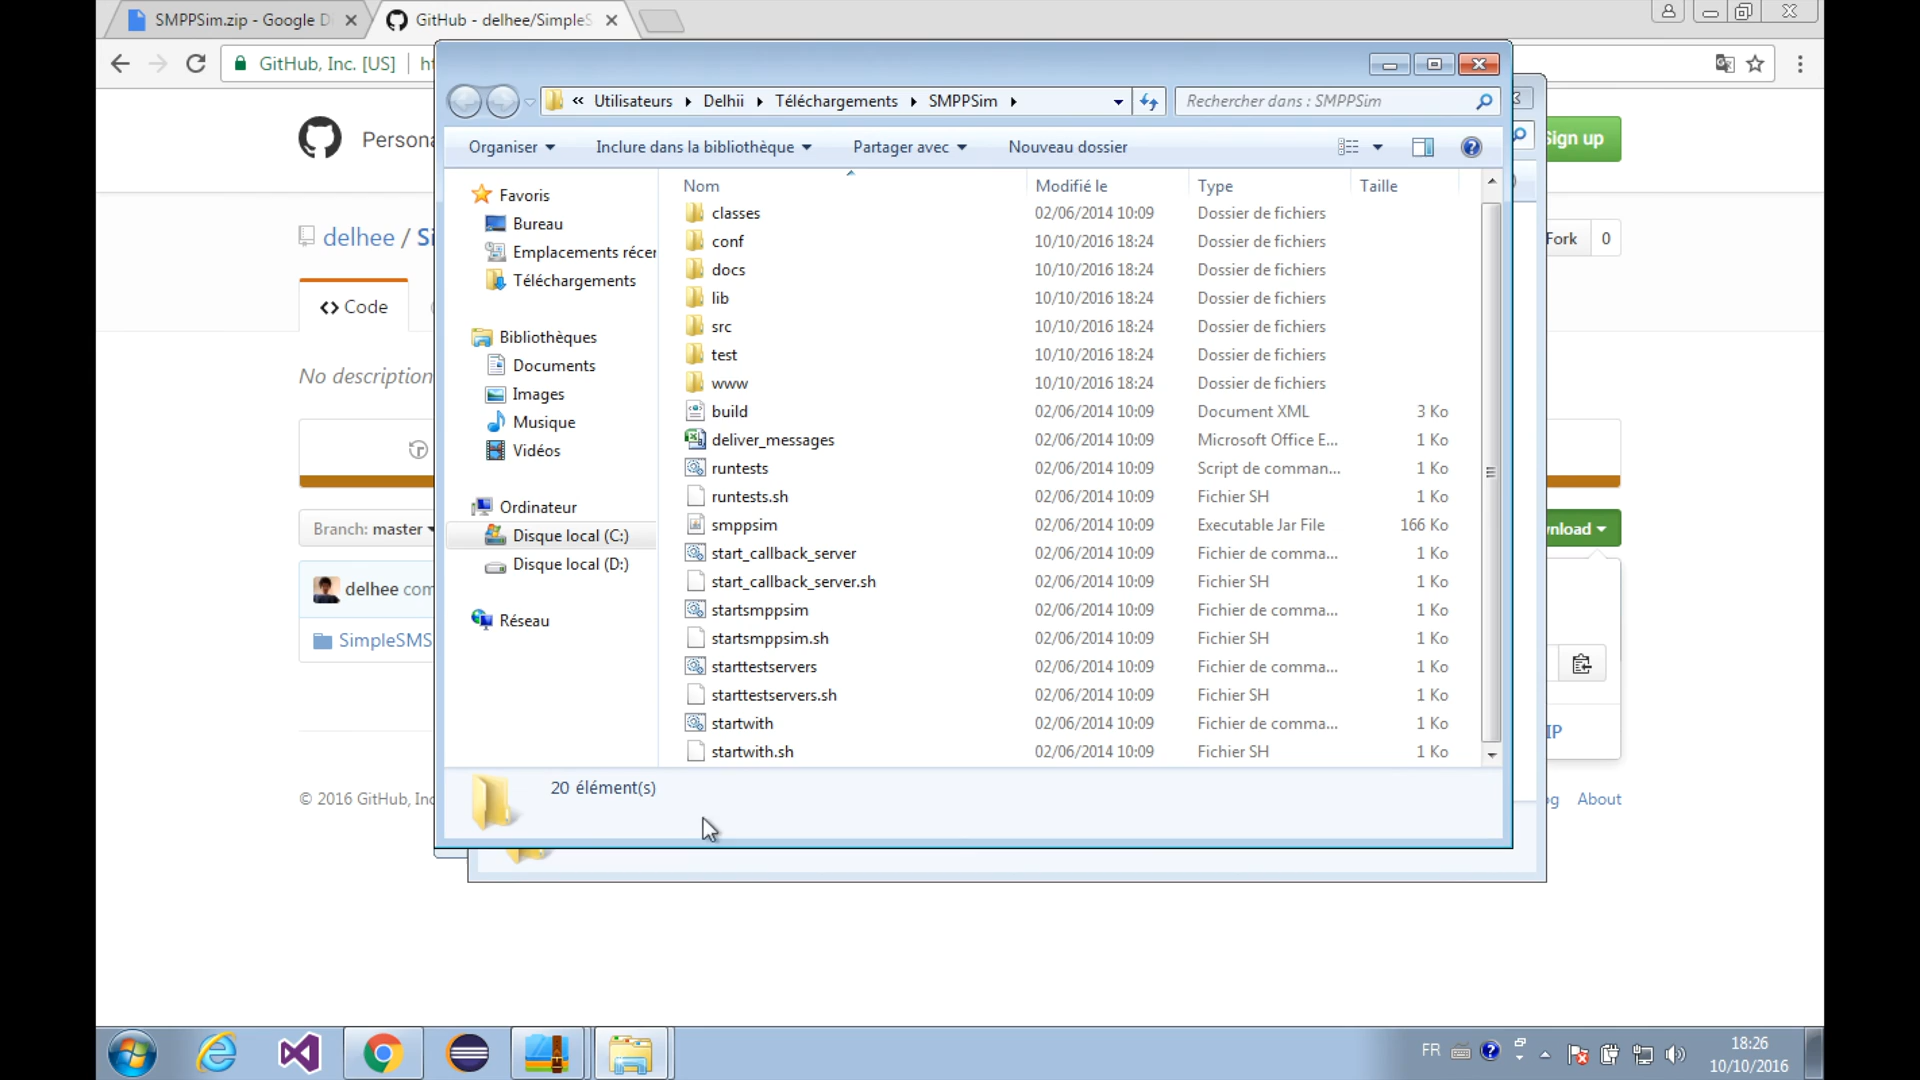 SMPPSim.zip - Google D
GitHub - delhee/SimpleS
GitHub, Inc. [US]
Utilisateurs
Delhii
Téléchargements
SMPPSim
Rechercher dans : SMPPSim
Persona
Sign up
Organiser
Inclure dans la bibliothèque
Partager avec
Nouveau dossier
Nom
Modifié le
Type
Taille
Favoris
Bureau
Emplacements récen
Téléchargements
Bibliothèques
Documents
Images
Musique
Vidéos
Ordinateur
Disque local (C:)
Disque local (D:)
Réseau
classes 02/06/2014 10:09 Dossier de fichiers
conf 10/10/2016 18:24 Dossier de fichiers
docs 10/10/2016 18:24 Dossier de fichiers
lib 10/10/2016 18:24 Dossier de fichiers
src 10/10/2016 18:24 Dossier de fichiers
test 10/10/2016 18:24 Dossier de fichiers
www 10/10/2016 18:24 Dossier de fichiers
build 02/06/2014 10:09 Document XML 3 Ko
deliver_messages 02/06/2014 10:09 Microsoft Office E... 1 Ko
runtests 02/06/2014 10:09 Script de comman... 1 Ko
runtests.sh 02/06/2014 10:09 Fichier SH 1 Ko
smppsim 02/06/2014 10:09 Executable Jar File 166 Ko
start_callback_server 02/06/2014 10:09 Fichier de comma... 1 Ko
start_callback_server.sh 02/06/2014 10:09 Fichier SH 1 Ko
startsmppsim 02/06/2014 10:09 Fichier de comma... 1 Ko
startsmppsim.sh 02/06/2014 10:09 Fichier SH 1 Ko
starttestservers 02/06/2014 10:09 Fichier de comma... 1 Ko
starttestservers.sh 02/06/2014 10:09 Fichier SH 1 Ko
startwith 02/06/2014 10:09 Fichier de comma... 1 Ko
startwith.sh 02/06/2014 10:09 Fichier SH 1 Ko
20 élément(s)
delhee / Si
Fork 0
Code
No description
Branch: master
nload
delhee com
SimpleSMS
IP
© 2016 GitHub, Inc
og
About
FR
18:26
10/10/2016